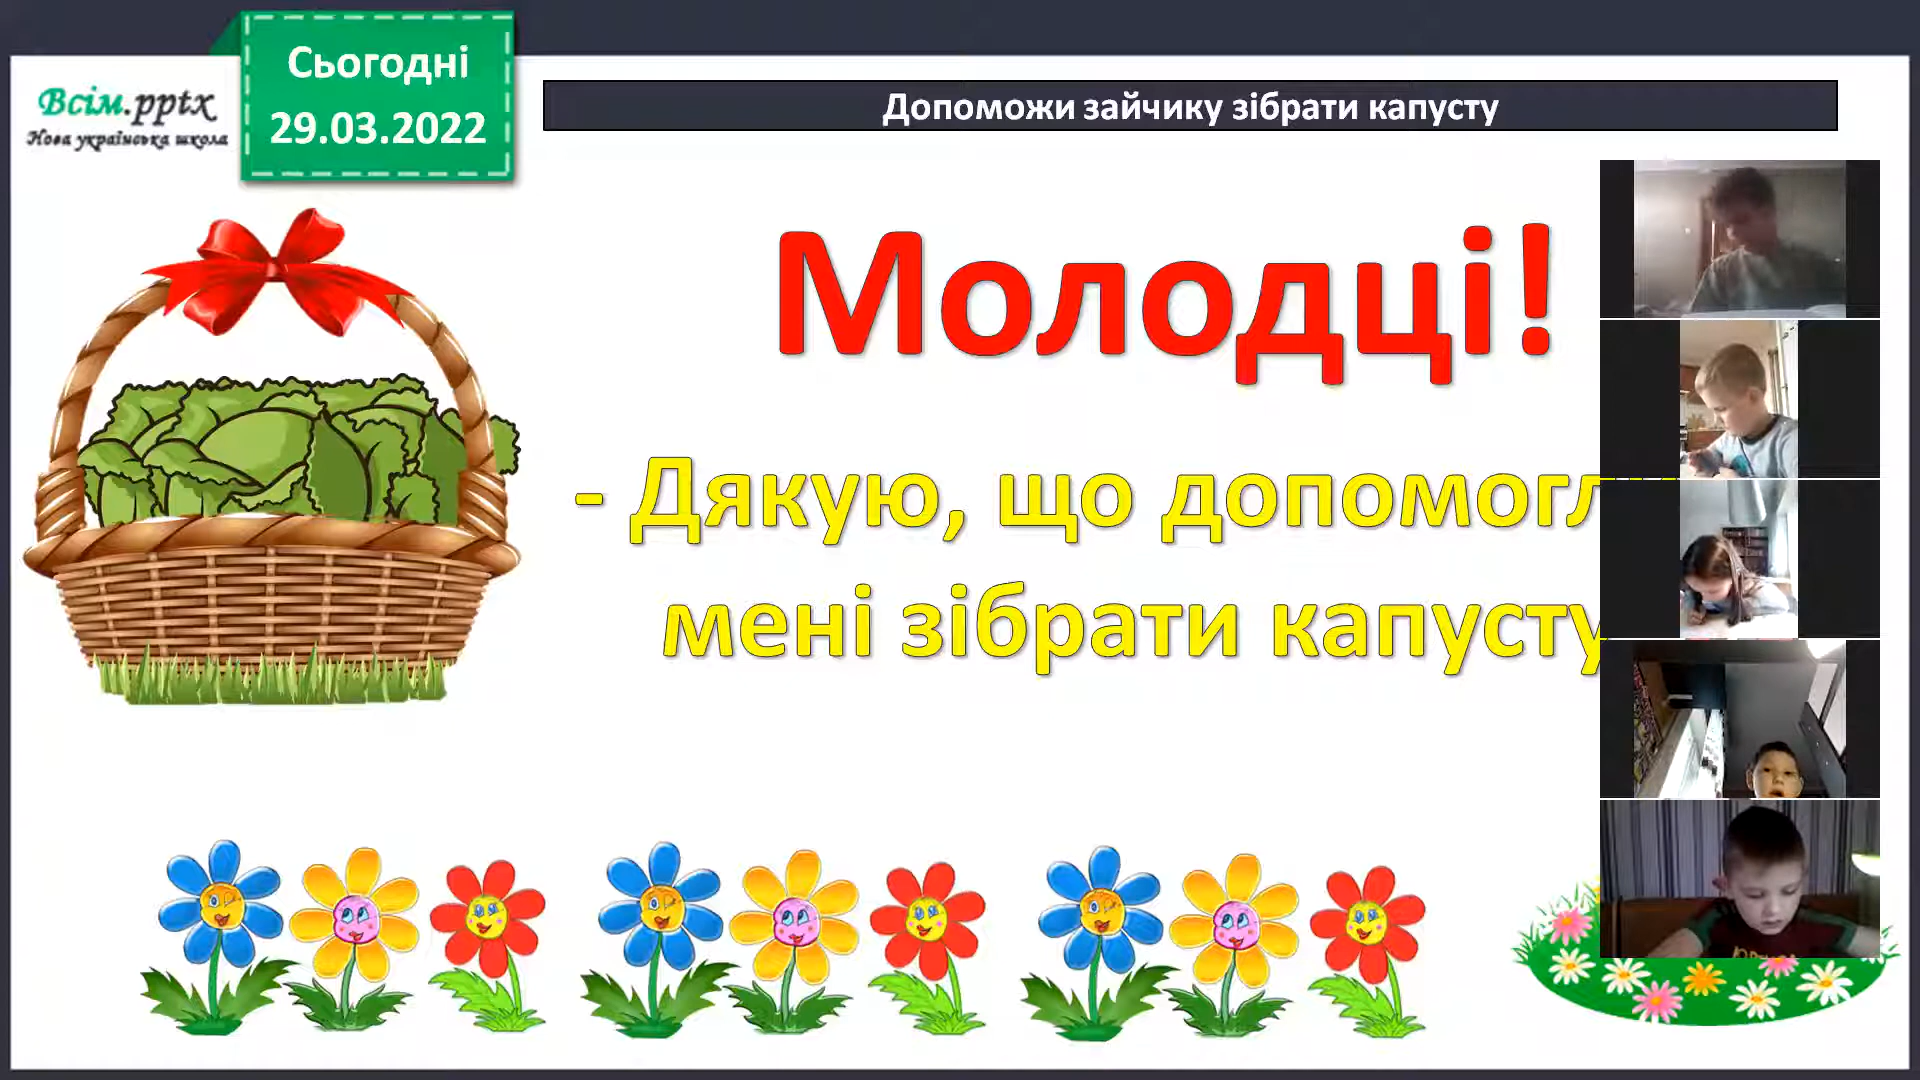 Сьогодні
29.03.2022
Всім.pptx
Нова українська школа
Допоможи зайчику зібрати капусту
Молодці!
- Дякую, що допомогл
мені зібрати капусту